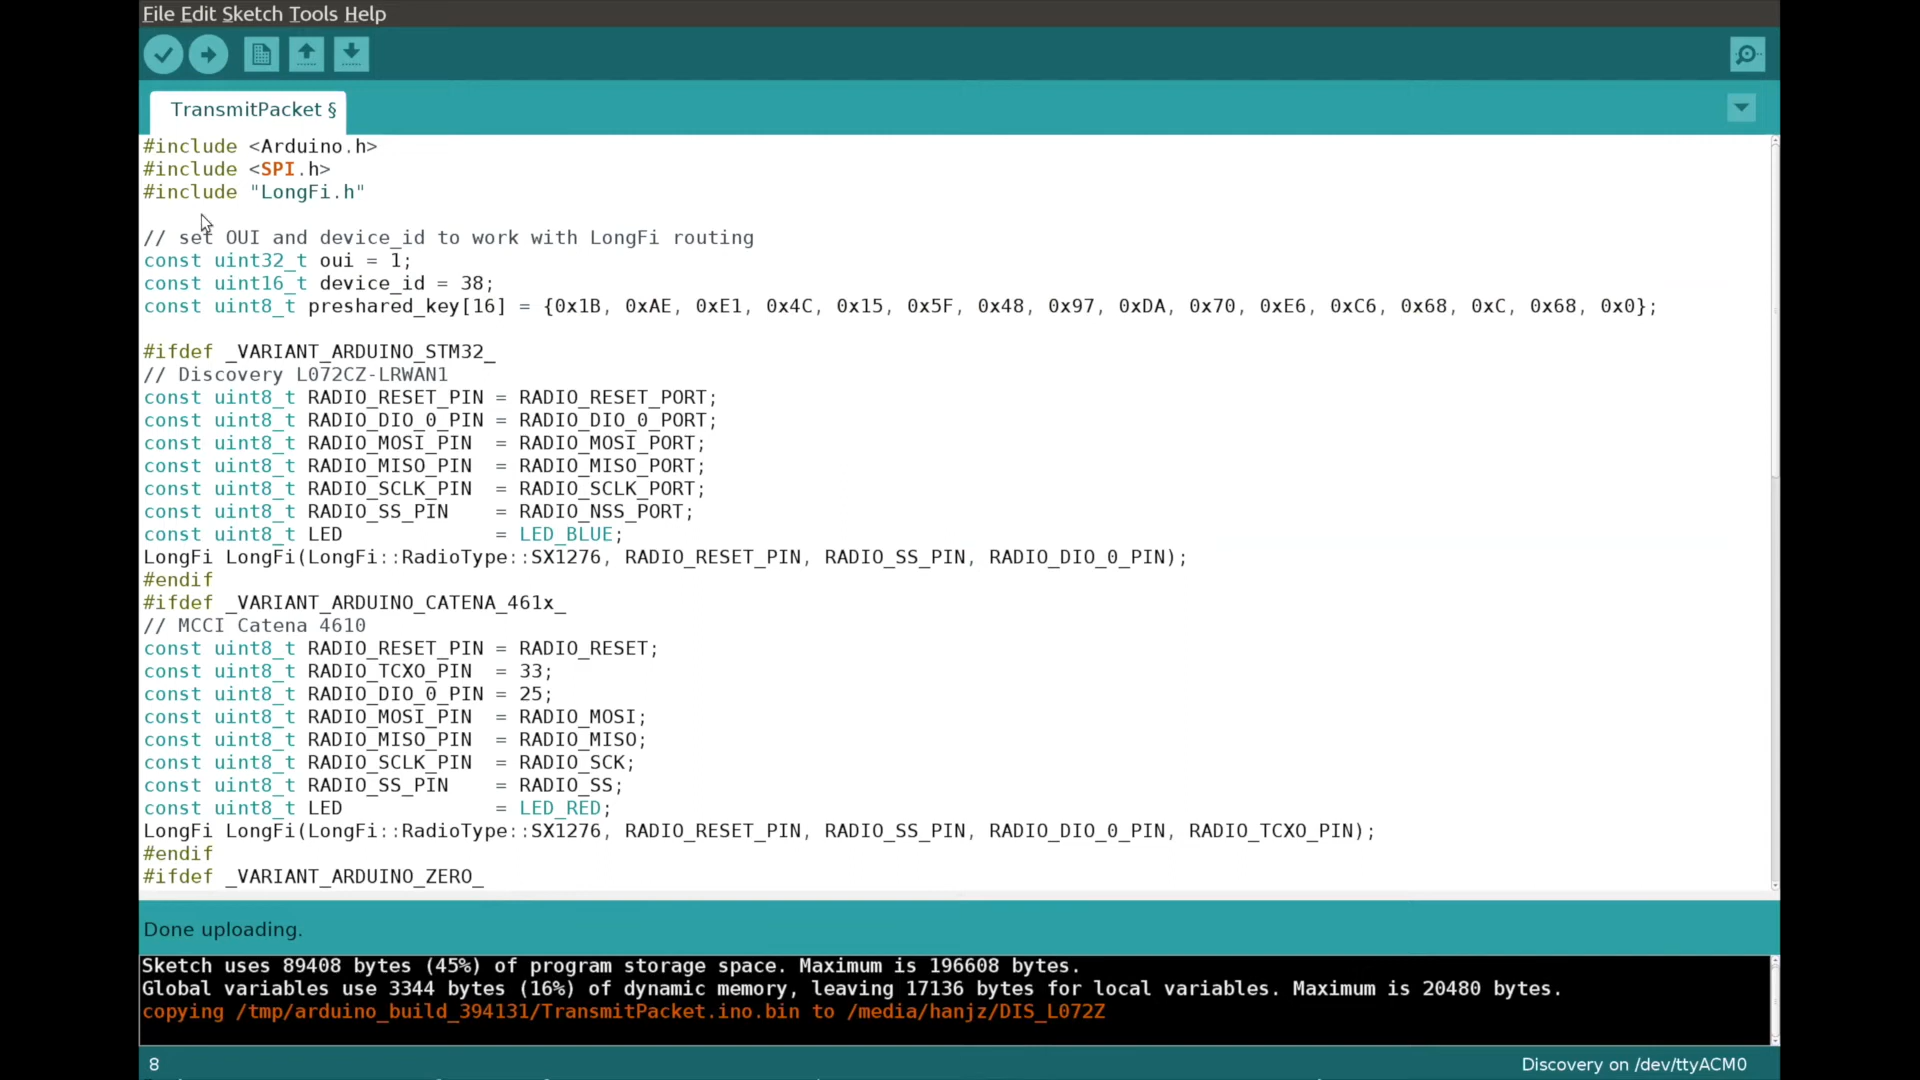 File Edit Sketch Tools Help
TransmitPacket §
#include <Arduino.h>
#include <SPI.h>
#include "LongFi.h"
// set OUI and device_id to work with LongFi routing
const uint32_t oui = 1;
const uint16_t device_id = 38;
const uint8_t preshared_key[16] = {0x1B, 0xAE, 0xE1, 0x4C, 0x15, 0x5F, 0x48, 0x97, 0xDA, 0x70, 0xE6, 0xC6, 0x68, 0xC, 0x68, 0x0};
#ifdef _VARIANT_ARDUINO_STM32_
// Discovery L072CZ-LRWAN1
const uint8_t RADIO_RESET_PIN = RADIO_RESET_PORT;
const uint8_t RADIO_DIO_0_PIN = RADIO_DIO_0_PORT;
const uint8_t RADIO_MOSI_PIN  = RADIO_MOSI_PORT;
const uint8_t RADIO_MISO_PIN  = RADIO_MISO_PORT;
const uint8_t RADIO_SCLK_PIN  = RADIO_SCLK_PORT;
const uint8_t RADIO_SS_PIN    = RADIO_NSS_PORT;
const uint8_t LED             = LED_BLUE;
LongFi LongFi(LongFi::RadioType::SX1276, RADIO_RESET_PIN, RADIO_SS_PIN, RADIO_DIO_0_PIN);
#endif
#ifdef _VARIANT_ARDUINO_CATENA_461x_
// MCCI Catena 4610
const uint8_t RADIO_RESET_PIN = RADIO_RESET;
const uint8_t RADIO_TCXO_PIN  = 33;
const uint8_t RADIO_DIO_0_PIN = 25;
const uint8_t RADIO_MOSI_PIN  = RADIO_MOSI;
const uint8_t RADIO_MISO_PIN  = RADIO_MISO;
const uint8_t RADIO_SCLK_PIN  = RADIO_SCK;
const uint8_t RADIO_SS_PIN    = RADIO_SS;
const uint8_t LED             = LED_RED;
LongFi LongFi(LongFi::RadioType::SX1276, RADIO_RESET_PIN, RADIO_SS_PIN, RADIO_DIO_0_PIN, RADIO_TCXO_PIN);
#endif
#ifdef _VARIANT_ARDUINO_ZERO_
Done uploading.
Sketch uses 89408 bytes (45%) of program storage space. Maximum is 196608 bytes.
Global variables use 3344 bytes (16%) of dynamic memory, leaving 17136 bytes for local variables. Maximum is 20480 bytes.
copying /tmp/arduino_build_394131/TransmitPacket.ino.bin to /media/hanjz/DIS_L072Z
8
Discovery on /dev/ttyACM0